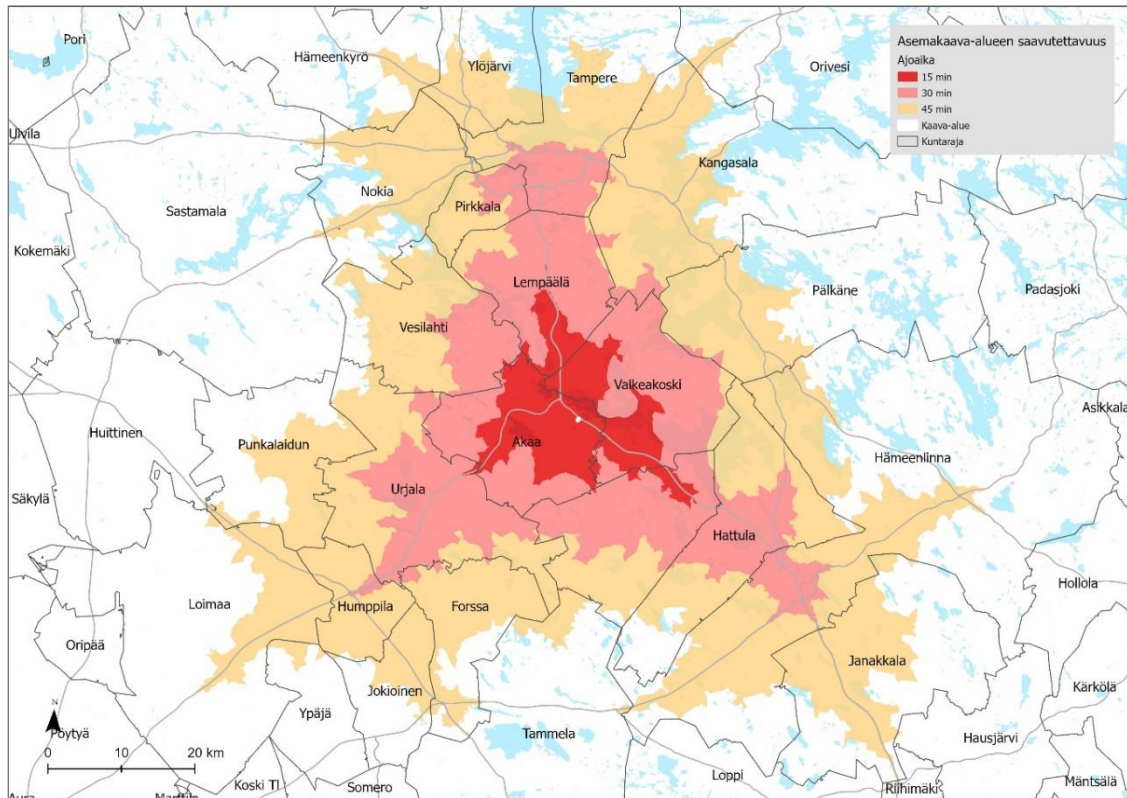 Pori
Hämeenkyrö
Ylöjärvi
Tampere
Orivesi
Asemakaava-alueen saavutettavuus
Ajoaika
15 min
30 min
45 min
Kaava-alue
Kuntaraja
Ulvila
Kangasala
Nokia
Pirkkala
Sastamala
Kokemäki
Lempäälä
Pälkäne
Padasjoki
Vesilahti
Valkeakoski
Asikkala
Huittinen
Punkalaidun
Akaa
Hämeenlinna
Säkylä
Urjala
Hattula
Hollola
Loimaa
Humppila
Forssa
Oripää
Janakkala
Kärkölä
Jokioinen
N
Ypäjä
Pöytyä
Tammela
Hausjärvi
0 10 20 km
Loppi
Koski Tl
Somero
Riihimäki
Mäntsälä
Aura